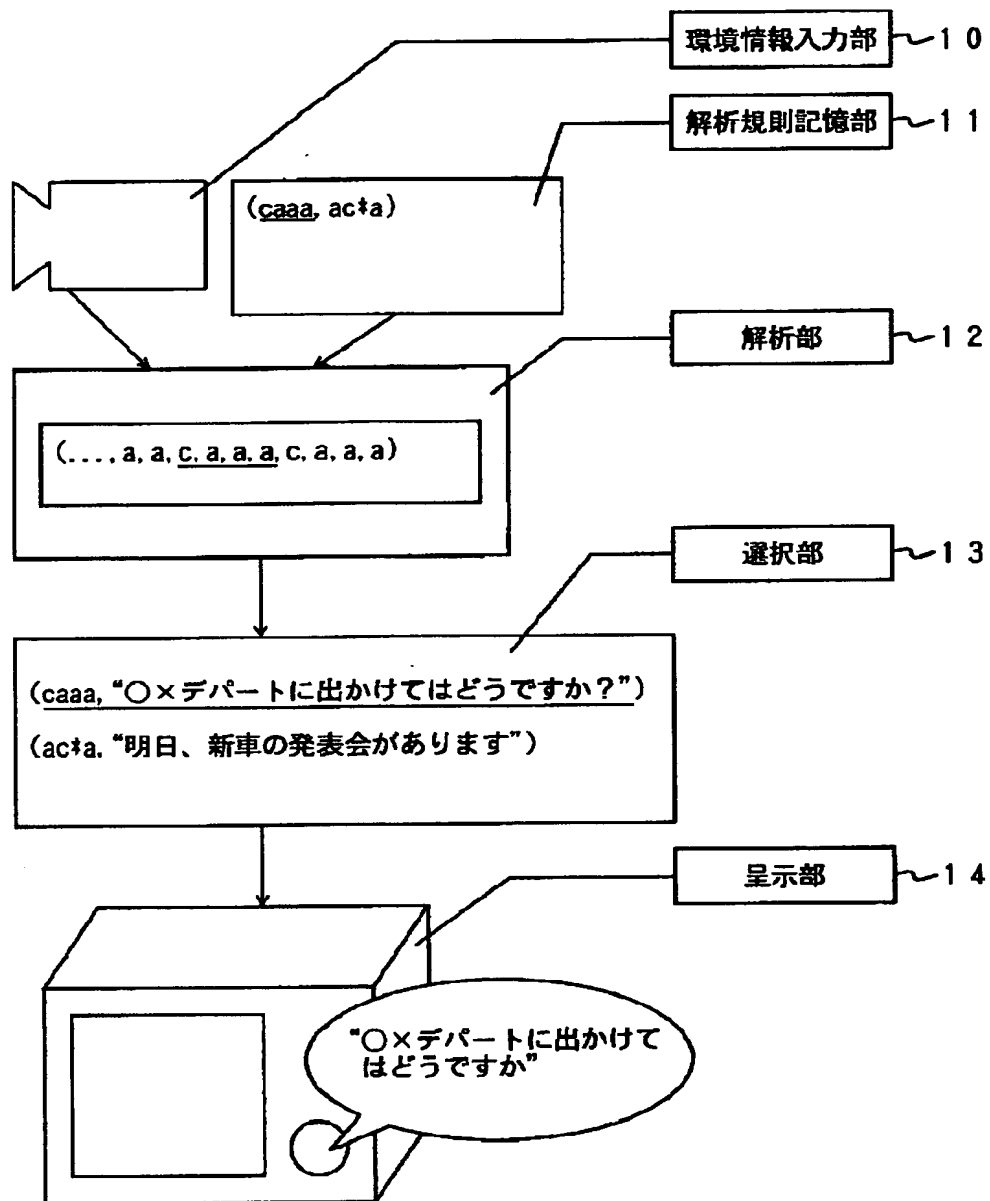 環境情報入力部 10
解析規則記憶部 11
(caaa, ac*a)
解析部 12
(...., a, a, c, a, a, a, c, a, a, a)
選択部 13
(caaa, “○×デパートに出かけてはどうですか？”)
(ac*a, “明日、新車の発表会があります”)
呈示部 14
“○×デパートに出かけて
はどうですか”